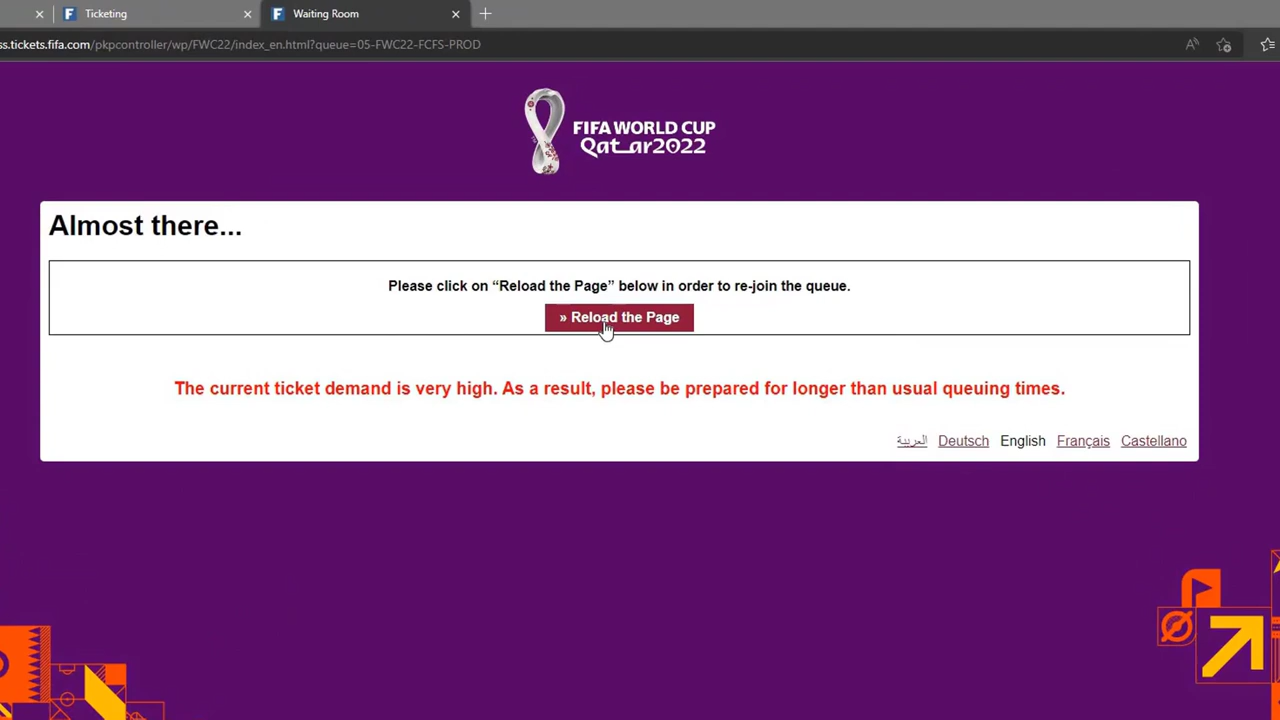 Ticketing
Waiting Room
ss.tickets.fifa.com/pkpcontroller/wp/FWC22/index_en.html?queue=05-FWC22-FCFS-PROD
FIFA WORLD CUP
Qatar2022
Almost there...
Please click on “Reload the Page” below in order to re-join the queue.
» Reload the Page
The current ticket demand is very high. As a result, please be prepared for longer than usual queuing times.
العربية Deutsch English Français Castellano